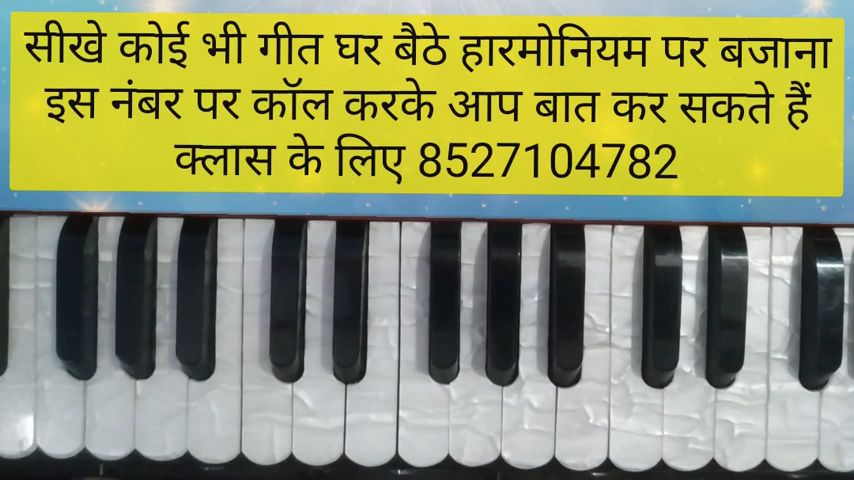 सीखे कोई भी गीत घर बैठे हारमोनियम पर बजाना
इस नंबर पर कॉल करके आप बात कर सकते हैं
क्लास के लिए 8527104782